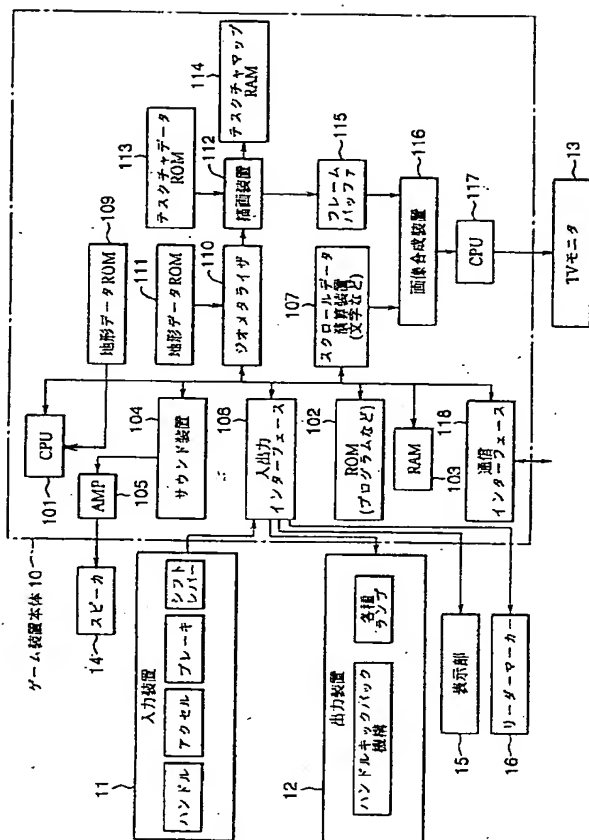 ゲーム装置本体 10
101
CPU
地形データROM
109
113
テスクチャデータ
ROM
114
テスクチャマップ
RAM
111
地形データROM
110
ジオメタライザ
112
描画装置
115
フレーム
バッファ
107
スクロールデータ
演算装置
(文字など)
画像合成装置
116
CPU
117
TVモニタ
13
14
スピーカ
AMP
105
104
サウンド装置
108
入出力
インターフェース
102
ROM
(プログラムなど)
RAM
103
118
通信
インターフェース
11
入力装置
ハンドル
アクセル
ブレーキ
シフト
レバー
12
出力装置
ハンドルキックバック
機構
各種
ランプ
15
表示部
16
リーダーマーカー